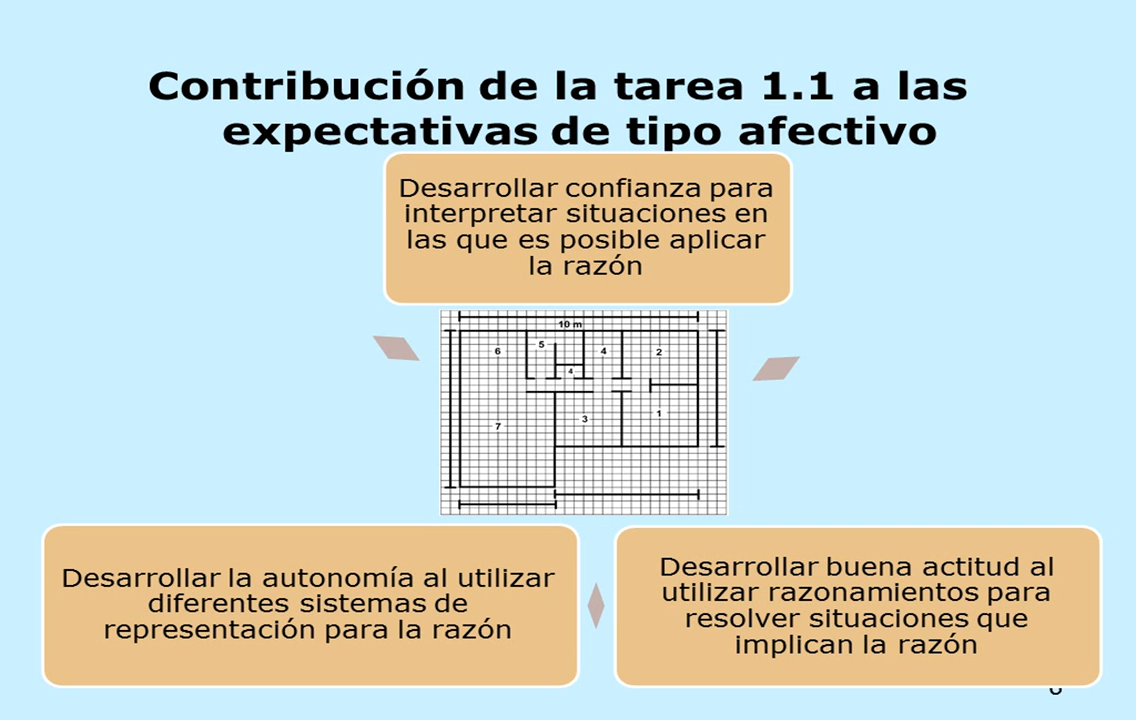 Contribución de la tarea 1.1 a las
expectativas de tipo afectivo
Desarrollar confianza para
interpretar situaciones en
las que es posible aplicar
la razón
10 m
6
5
4
2
4
7
3
1
Desarrollar la autonomía al utilizar
diferentes sistemas de
representación para la razón
Desarrollar buena actitud al
utilizar razonamientos para
resolver situaciones que
implican la razón